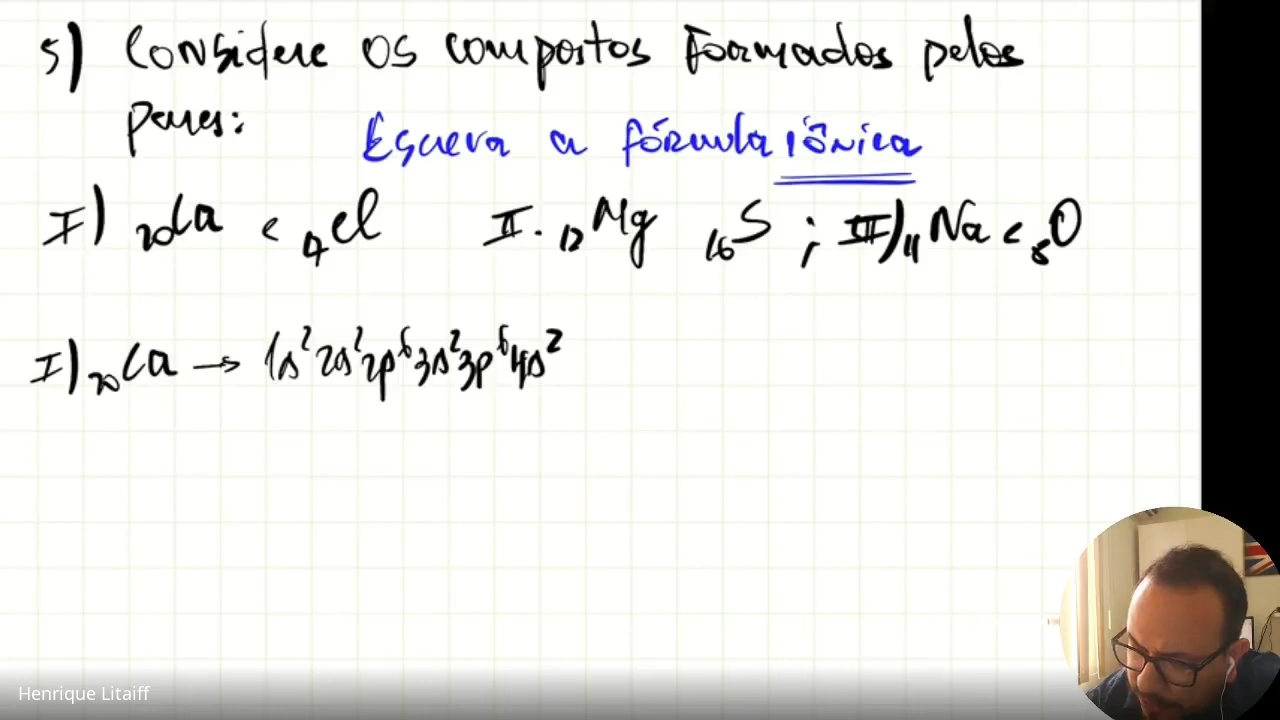 5) Considere os compostos formados pelos
pares:
Escreva a fórmula iônica
I) 20Ca e 17Cl II. 12Mg 16S ; III) 11Na e 8O
I) 20Ca → 1s² 2s² 2p⁶ 3s² 3p⁶ 4s²
Henrique Litaiff